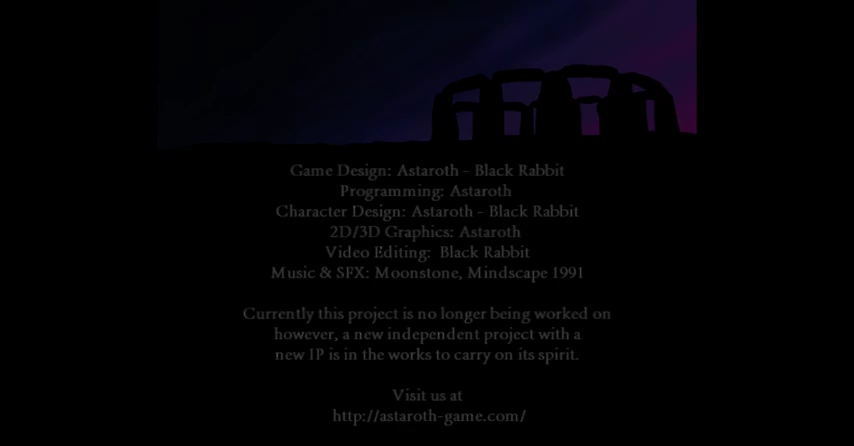 Game Design: Astaroth - Black Rabbit
Programming: Astaroth
Character Design: Astaroth - Black Rabbit
2D/3D Graphics: Astaroth
Video Editing: Black Rabbit
Music & SFX: Moonstone, Mindscape 1991
Currently this project is no longer being worked on
however, a new independent project with a
new IP is in the works to carry on its spirit.
Visit us at
http://astaroth-game.com/